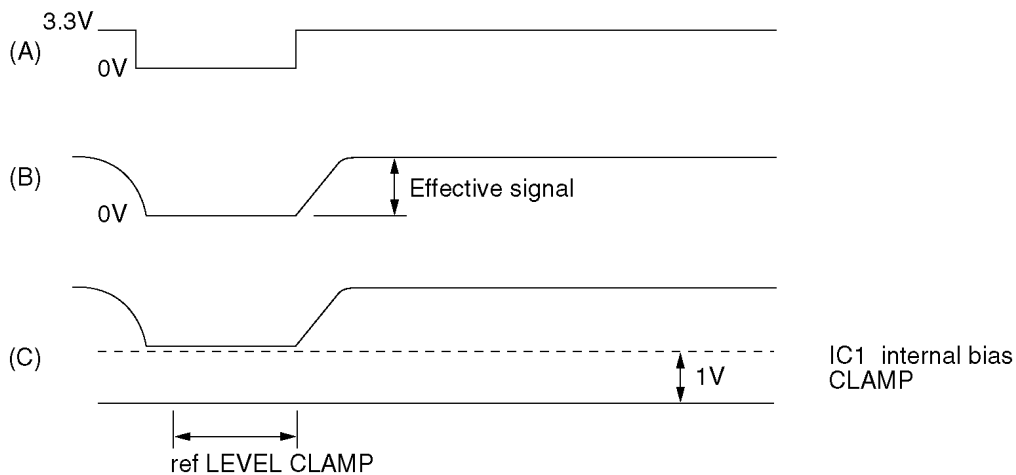 3.3V
(A)
0V
(B)
Effective signal
0V
(C)
1V
IC1 internal bias
CLAMP
ref LEVEL CLAMP